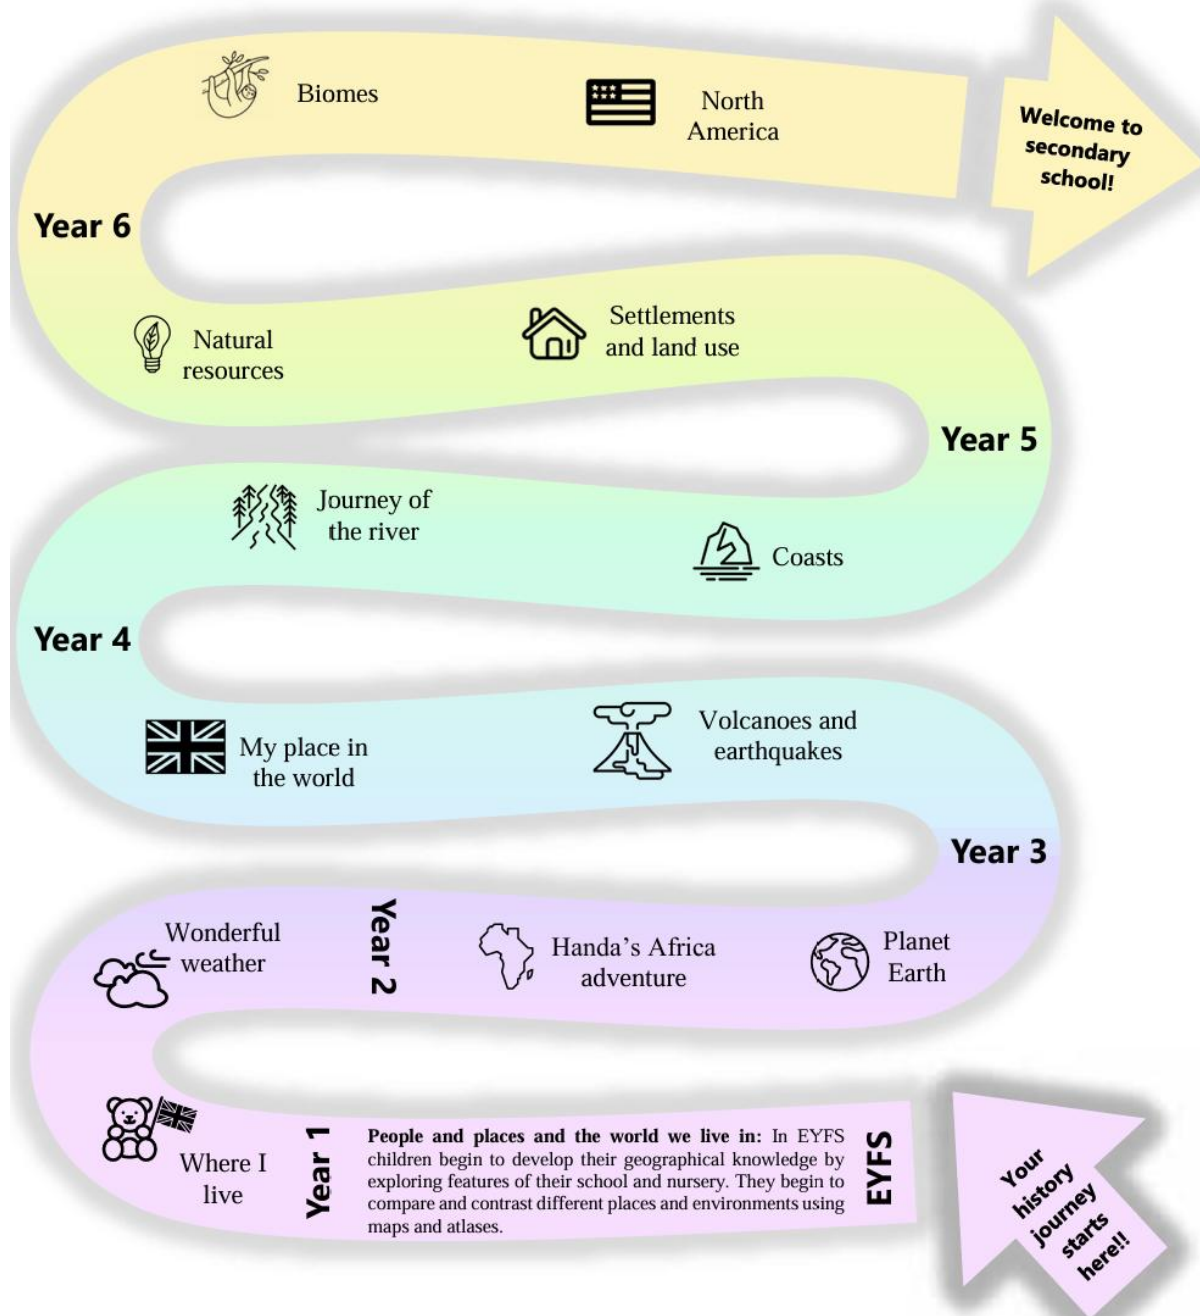 Biomes
North
America
Welcome to
secondary
school!
Year 6
Natural
resources
Settlements
and land use
Year 5
Journey of
the river
Coasts
Year 4
My place in
the world
Volcanoes and
earthquakes
Year 3
Wonderful
weather
Year 2
Handa’s Africa
adventure
Planet
Earth
Where I
live
Year 1
People and places and the world we live in: In EYFS
children begin to develop their geographical knowledge by
exploring features of their school and nursery. They begin to
compare and contrast different places and environments using
maps and atlases.
EYFS
Your
history
journey
starts
here!!